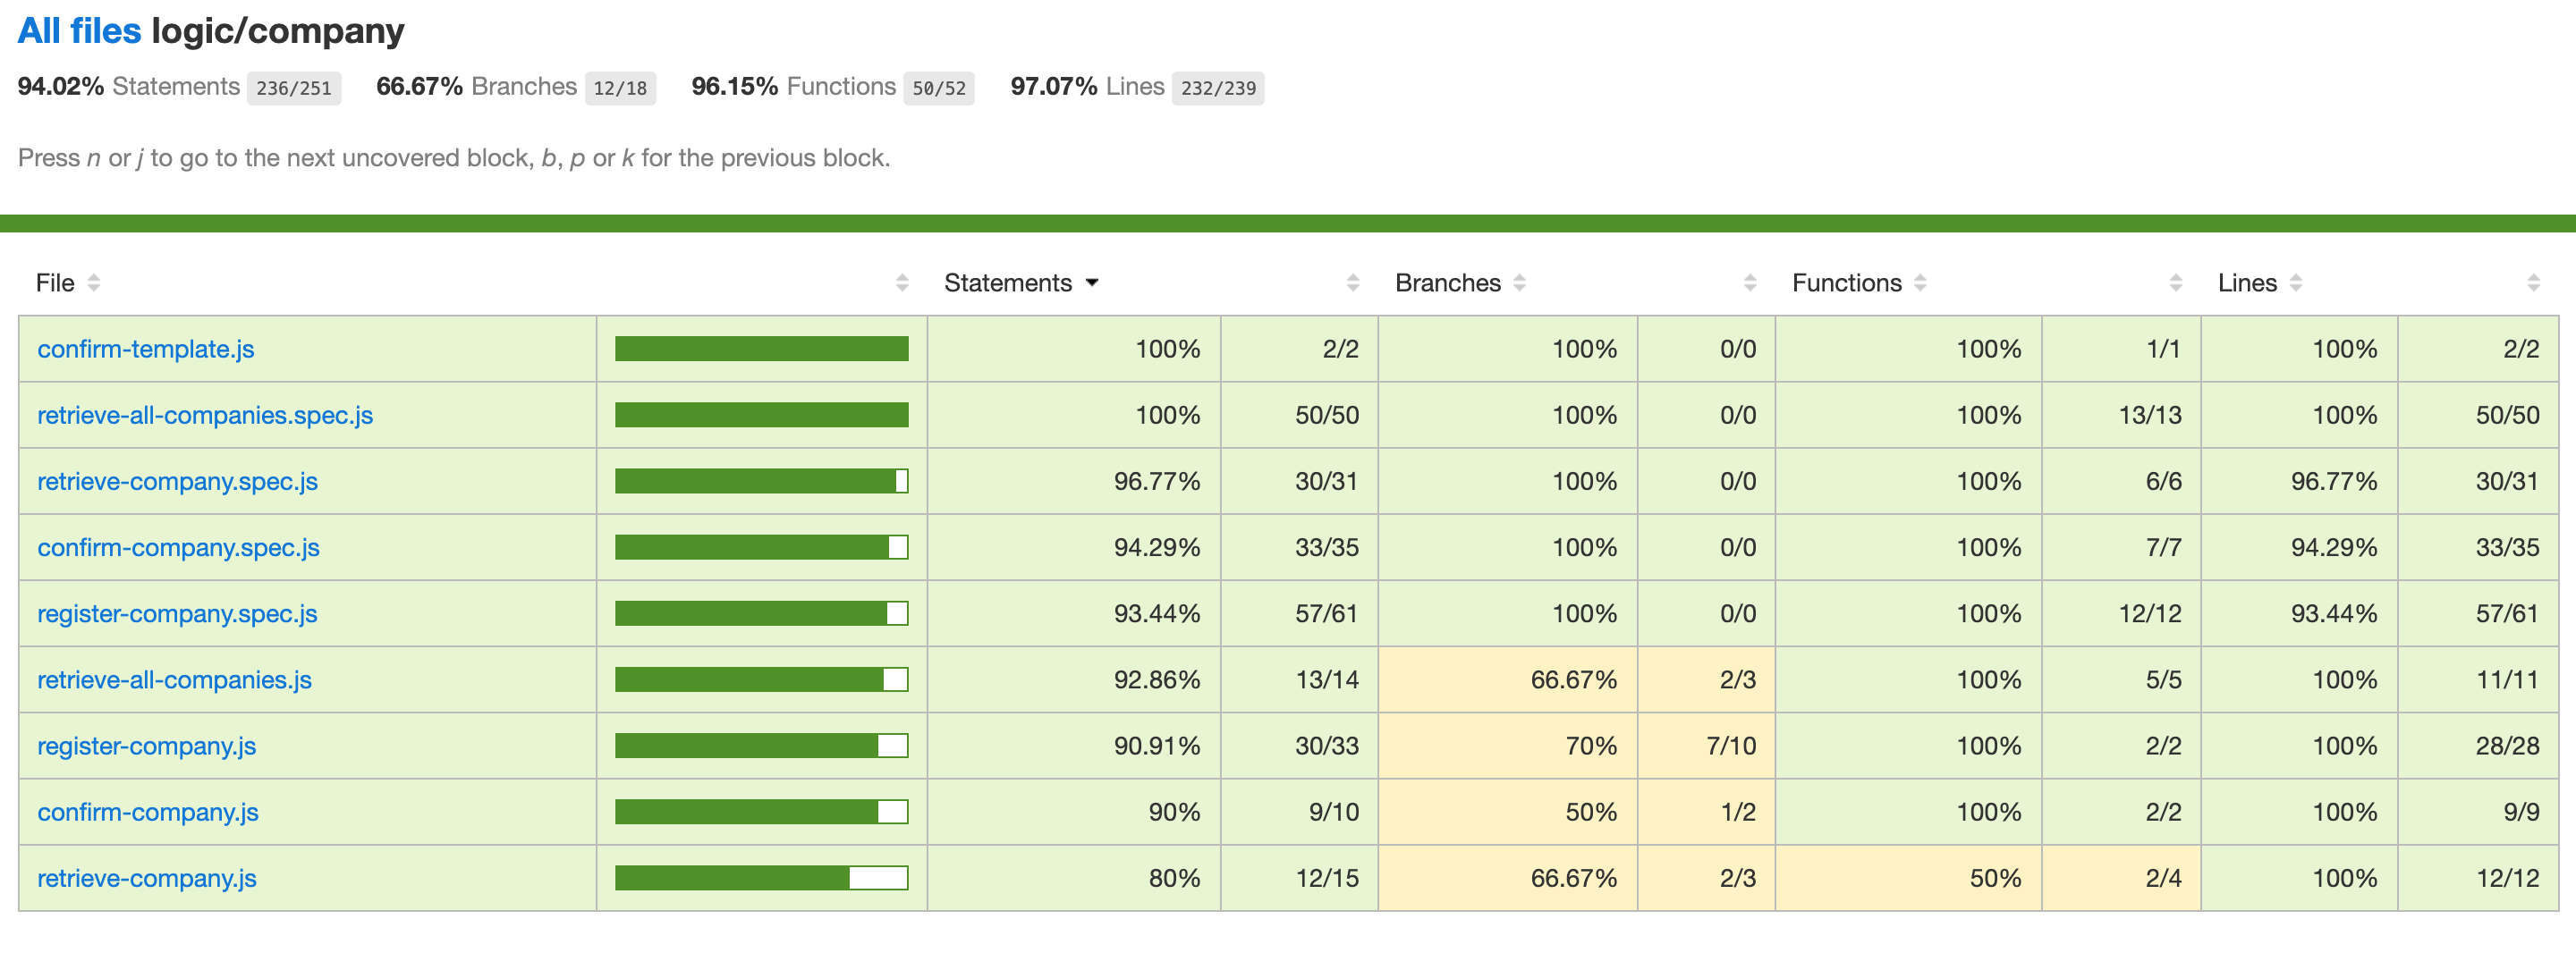 All files logic/company
94.02% Statements 236/251 66.67% Branches 12/18 96.15% Functions 50/52 97.07% Lines 232/239
Press n or j to go to the next uncovered block, b, p or k for the previous block.
File Statements Branches Functions Lines
confirm-template.js 100% 2/2 100% 0/0 100% 1/1 100% 2/2
retrieve-all-companies.spec.js 100% 50/50 100% 0/0 100% 13/13 100% 50/50
retrieve-company.spec.js 96.77% 30/31 100% 0/0 100% 6/6 96.77% 30/31
confirm-company.spec.js 94.29% 33/35 100% 0/0 100% 7/7 94.29% 33/35
register-company.spec.js 93.44% 57/61 100% 0/0 100% 12/12 93.44% 57/61
retrieve-all-companies.js 92.86% 13/14 66.67% 2/3 100% 5/5 100% 11/11
register-company.js 90.91% 30/33 70% 7/10 100% 2/2 100% 28/28
confirm-company.js 90% 9/10 50% 1/2 100% 2/2 100% 9/9
retrieve-company.js 80% 12/15 66.67% 2/3 50% 2/4 100% 12/12